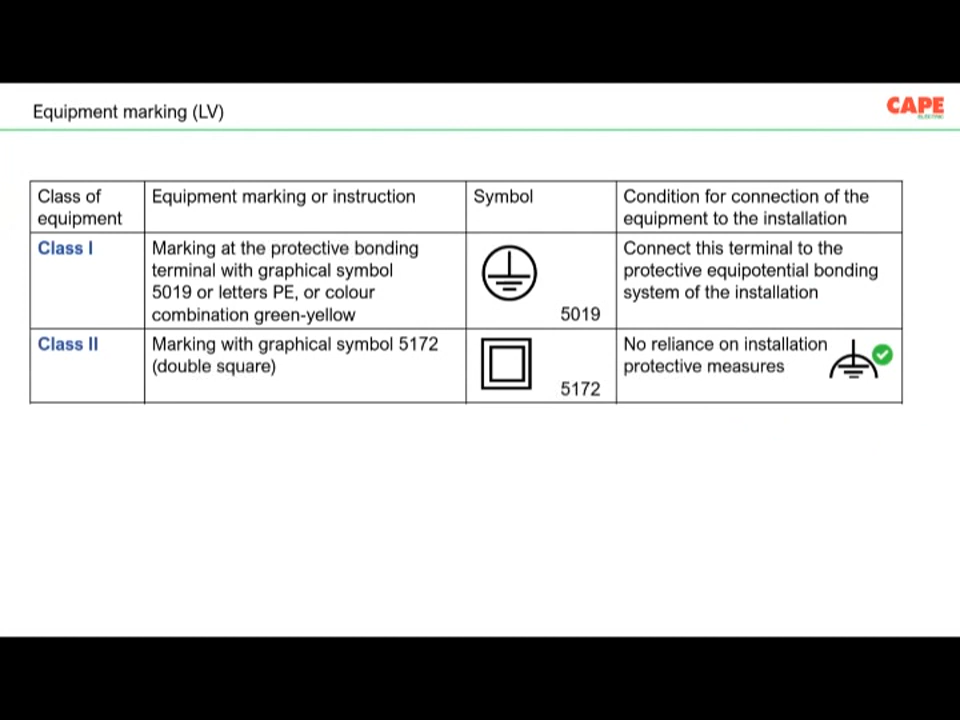 Equipment marking (LV)
CAPE
ELECTRIC
Class of
equipment
Equipment marking or instruction
Symbol
Condition for connection of the
equipment to the installation
Class I
Marking at the protective bonding
terminal with graphical symbol
5019 or letters PE, or colour
combination green-yellow
5019
Connect this terminal to the
protective equipotential bonding
system of the installation
Class II
Marking with graphical symbol 5172
(double square)
5172
No reliance on installation
protective measures